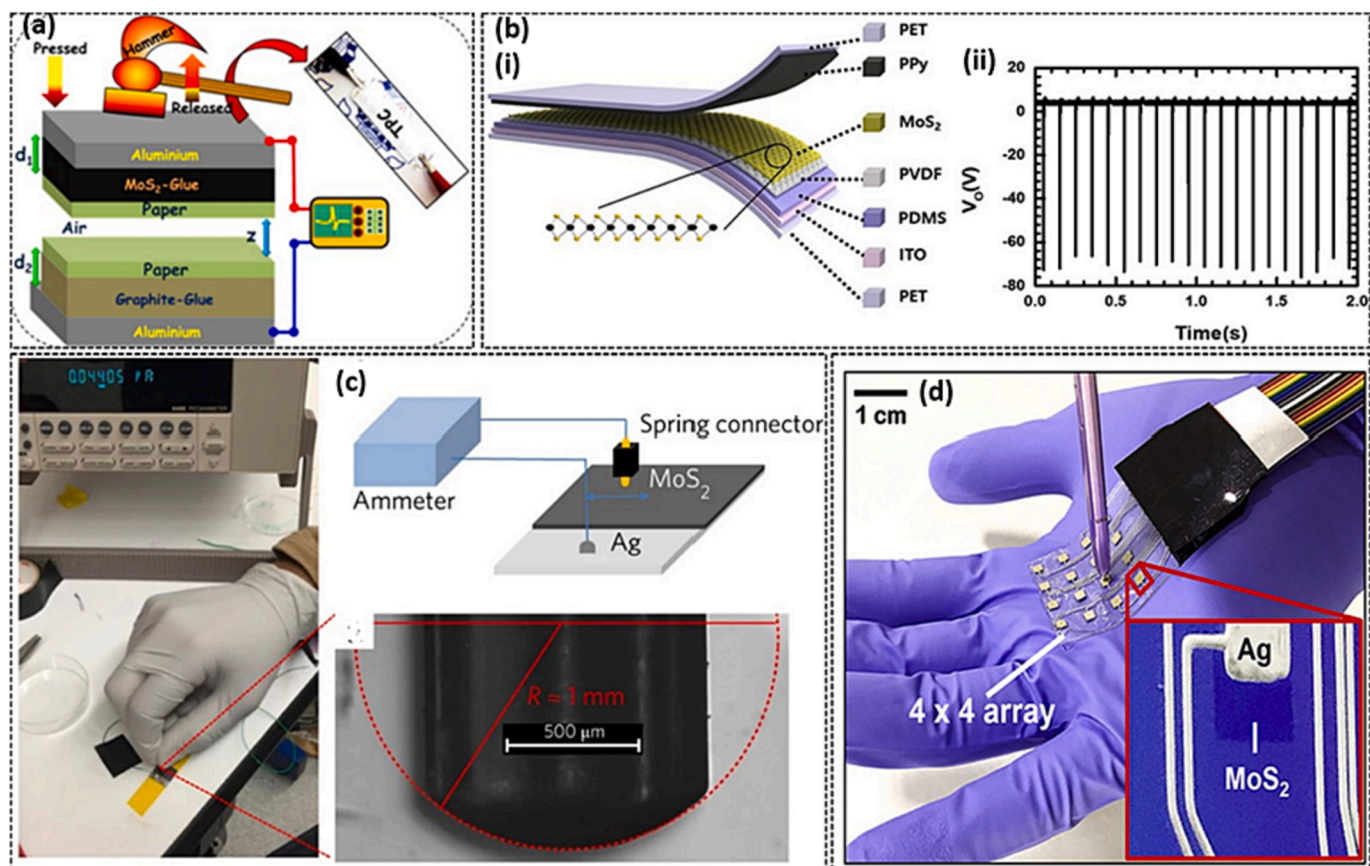 (a)
Pressed
Hammer
Released
TPC
d1
Aluminium
MoS2-Glue
Paper
Air
z
d2
Paper
Graphite-Glue
Aluminium
(b)
(i)
PET
PPy
MoS2
PVDF
PDMS
ITO
PET
(ii)
20
0
-20
-40
-60
-80
Vo(V)
0.0
0.5
1.0
1.5
2.0
Time(s)
(c)
Spring connector
MoS2
Ammeter
Ag
R ≈ 1 mm
500 μm
1 cm
(d)
4 x 4 array
Ag
MoS2